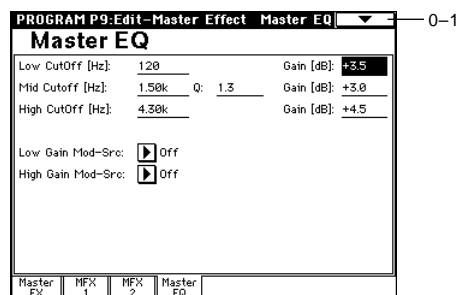 PROGRAM P9:Edit-Master Effect Master EQ
0–1
Master EQ
Low CutOff [Hz]: 120 Gain [dB]: +3.5
Mid Cutoff [Hz]: 1.50k Q: 1.3 Gain [dB]: +3.0
High CutOff [Hz]: 4.30k Gain [dB]: +4.5
Low Gain Mod-Src: Off
High Gain Mod-Src: Off
Master FX MFX 1 MFX 2 Master EQ